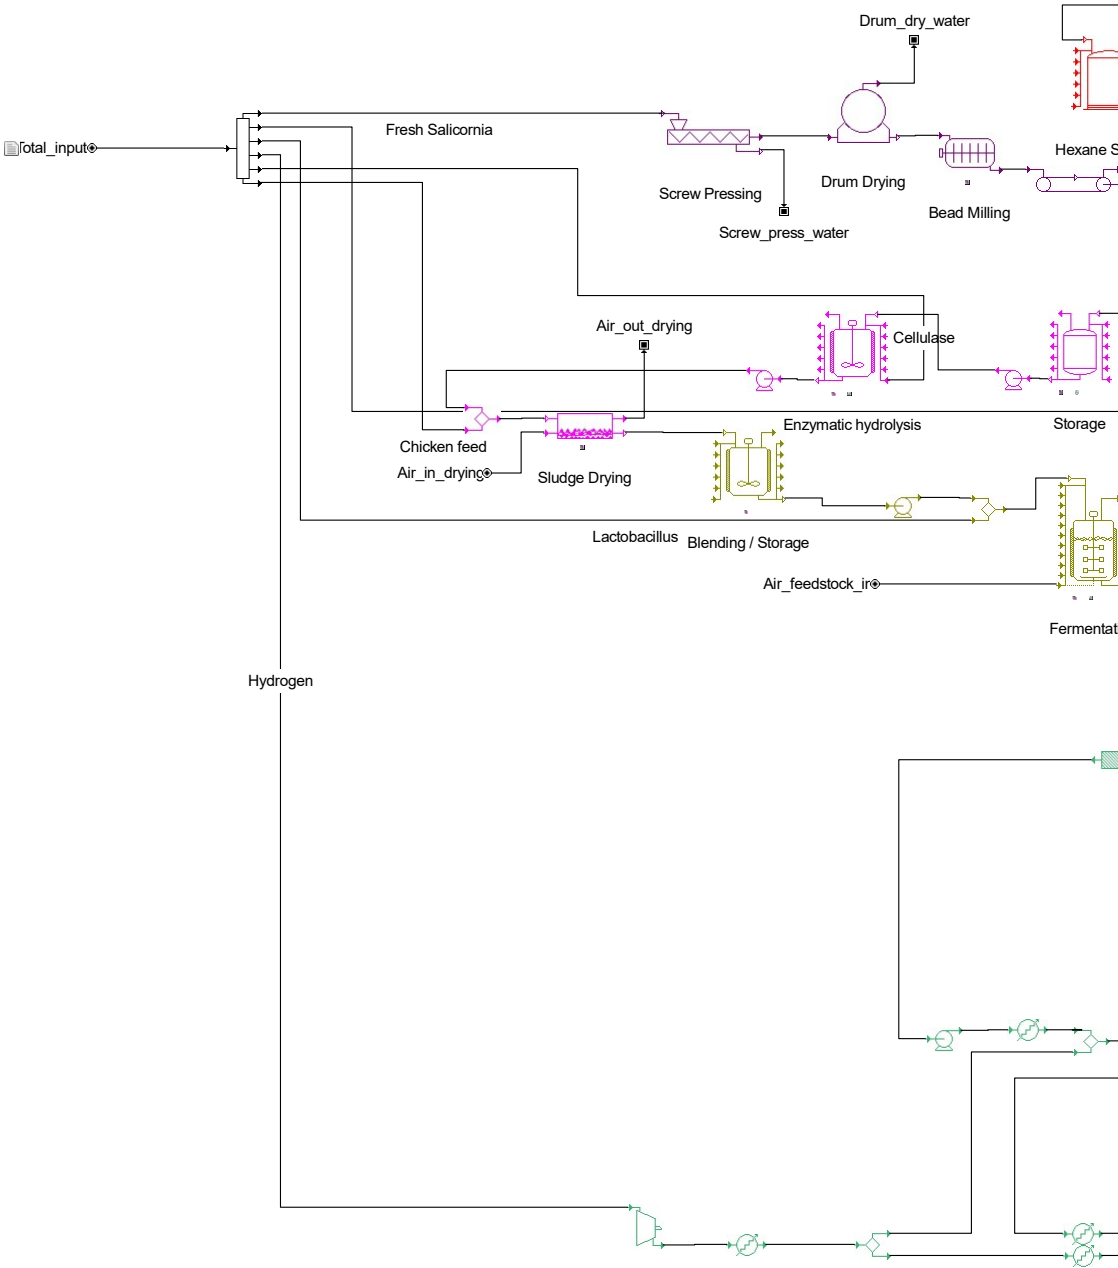 Drum_dry_water
Total_input
Fresh Salicornia
Hexane S
Screw Pressing
Drum Drying
Bead Milling
Screw_press_water
Air_out_drying
Cellulase
Enzymatic hydrolysis
Storage
Chicken feed
Air_in_drying
Sludge Drying
Lactobacillus
Blending / Storage
Air_feedstock_in
Fermentat
Hydrogen